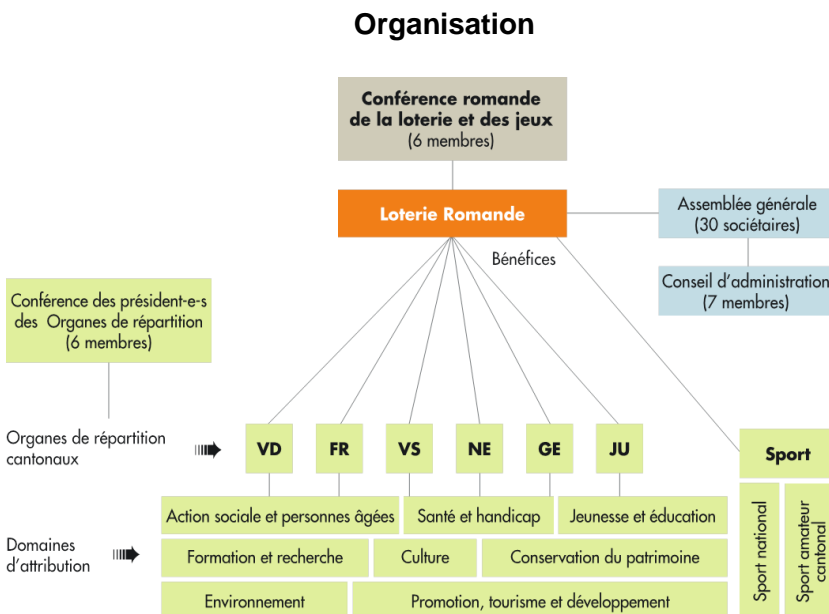 Organisation
Conférence romande
de la loterie et des jeux
(6 membres)
Loterie Romande
Assemblée générale
(30 sociétaires)
Bénéfices
Conseil d'administration
(7 membres)
Conférence des président-e-s
des Organes de répartition
(6 membres)
Organes de répartition
cantonaux
VD
FR
VS
NE
GE
JU
Sport
Action sociale et personnes âgées
Santé et handicap
Jeunesse et éducation
Domaines
d'attribution
Formation et recherche
Culture
Conservation du patrimoine
Environnement
Promotion, tourisme et développement
Sport national
Sport amateur
cantonal